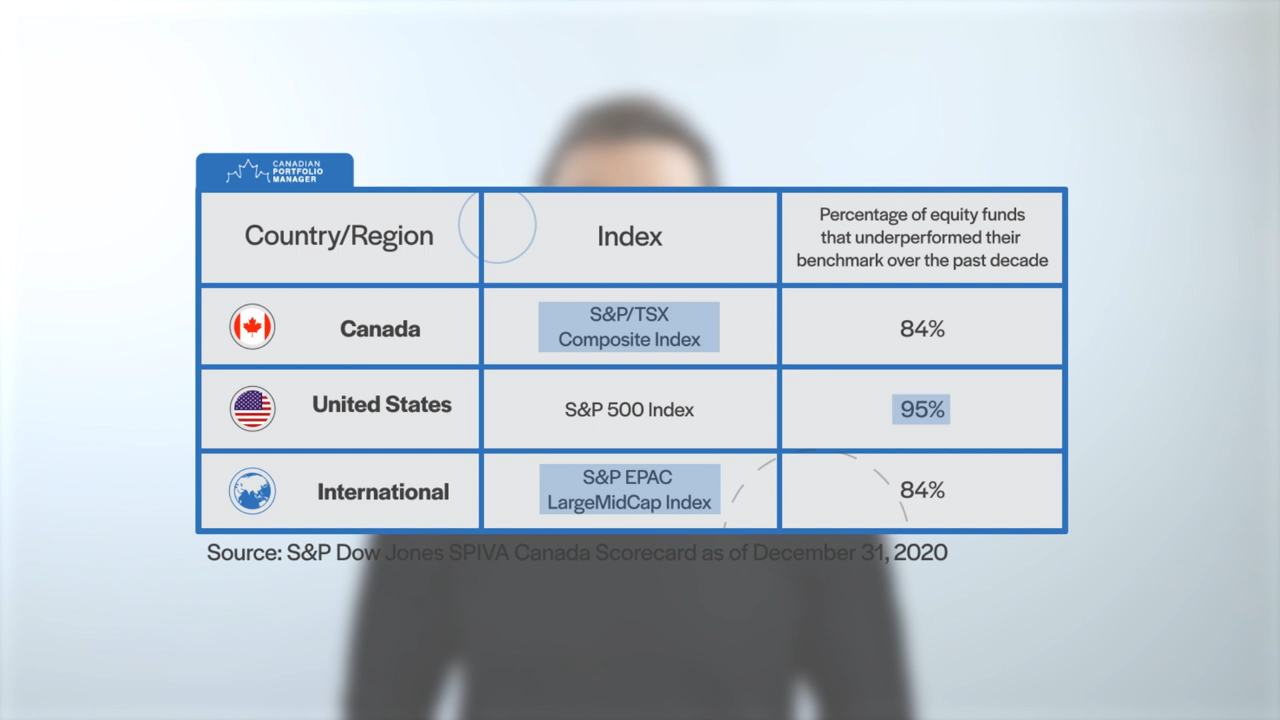 CANADIAN
PORTFOLIO
MANAGER
Country/Region
Index
Percentage of equity funds
that underperformed their
benchmark over the past decade
Canada
S&P/TSX
Composite Index
84%
United States
S&P 500 Index
95%
International
S&P EPAC
LargeMidCap Index
84%
Source: S&P Dow Jones SPIVA Canada Scorecard as of December 31, 2020